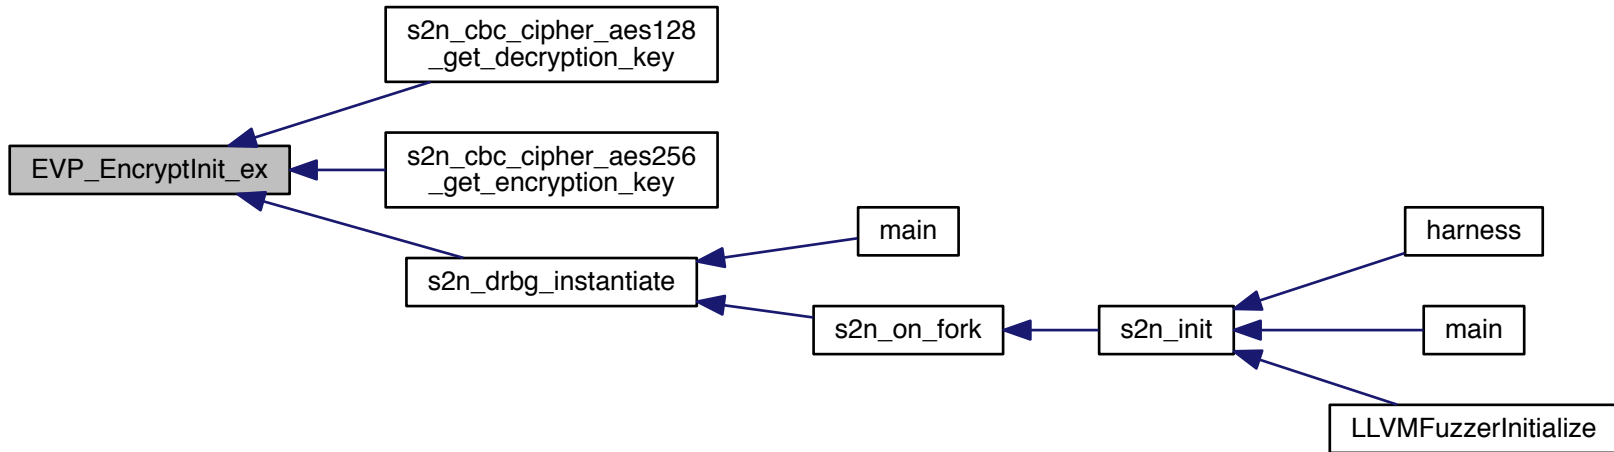 s2n_cbc_cipher_aes128
_get_decryption_key
EVP_EncryptInit_ex
s2n_cbc_cipher_aes256
_get_encryption_key
s2n_drbg_instantiate
main
s2n_on_fork
s2n_init
harness
main
LLVMFuzzerInitialize